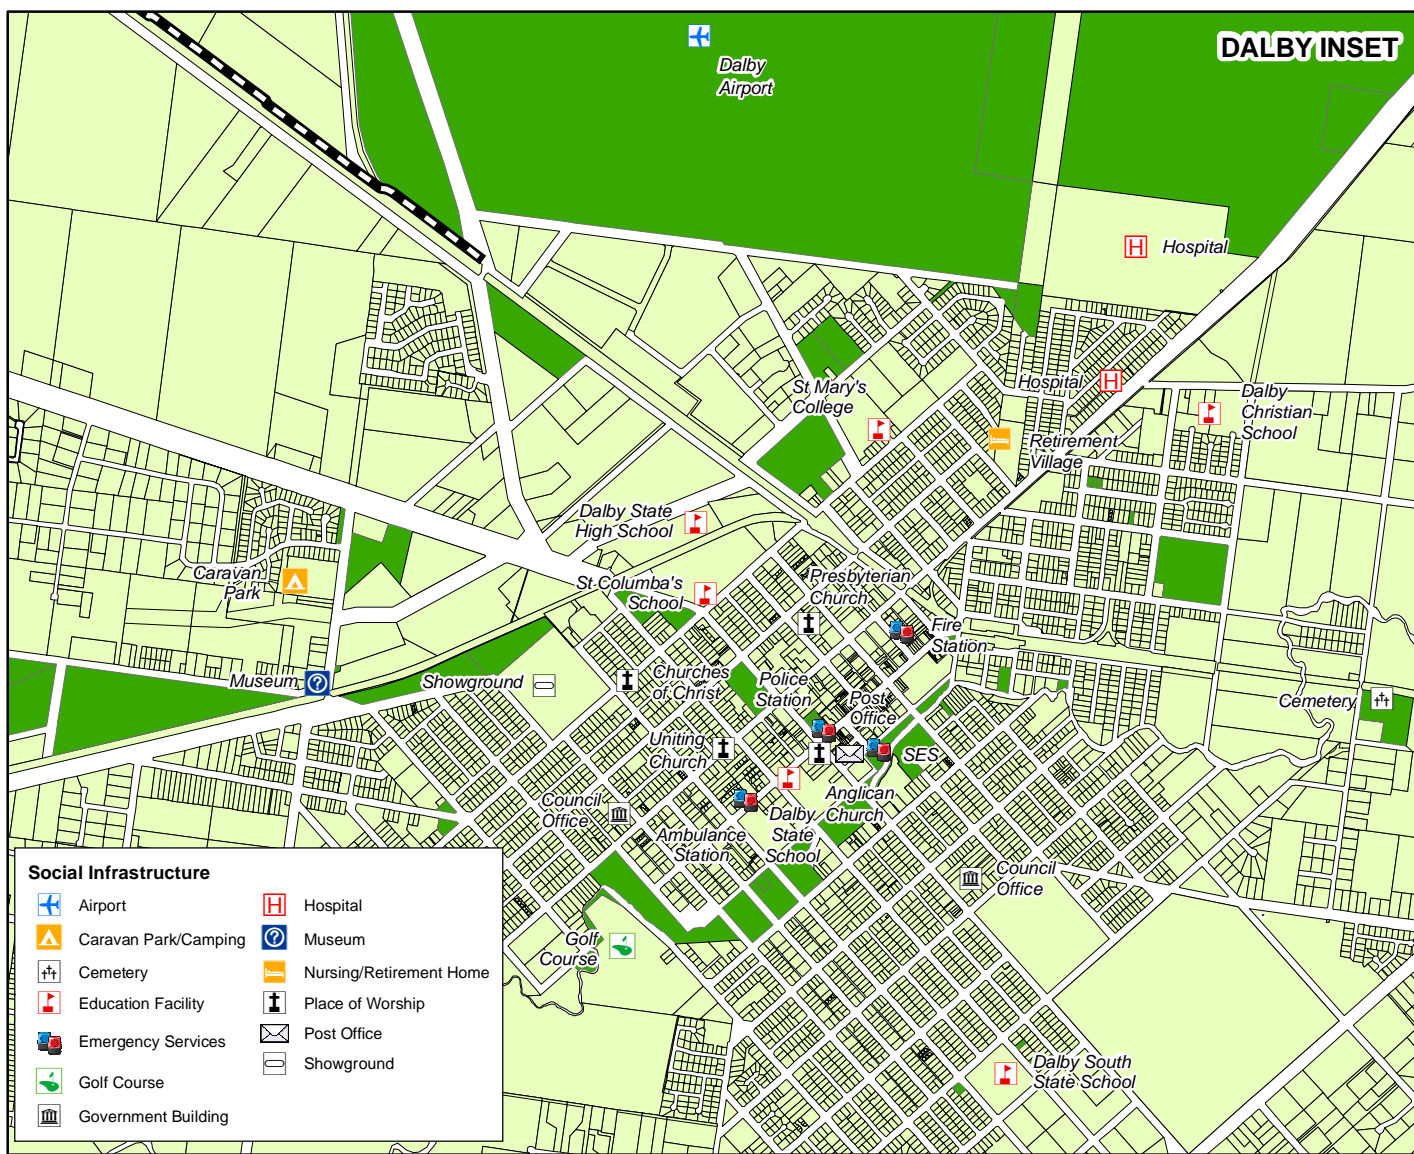 DALBY INSET
Dalby
Airport
Hospital
Hospital
St Mary's
College
Dalby
Christian
School
Retirement
Village
Dalby State
High School
Caravan
Park
St Columba's
School
Presbyterian
Church
Fire
Station
Museum
Showground
Churches
of Christ
Police
Station
Post
Office
Cemetery
Uniting
Church
SES
Council
Office
Anglican
Church
Ambulance
Station
Dalby
State
School
Council
Office
Golf
Course
Dalby South
State School
Social Infrastructure
Airport
Caravan Park/Camping
Cemetery
Education Facility
Emergency Services
Golf Course
Government Building
Hospital
Museum
Nursing/Retirement Home
Place of Worship
Post Office
Showground